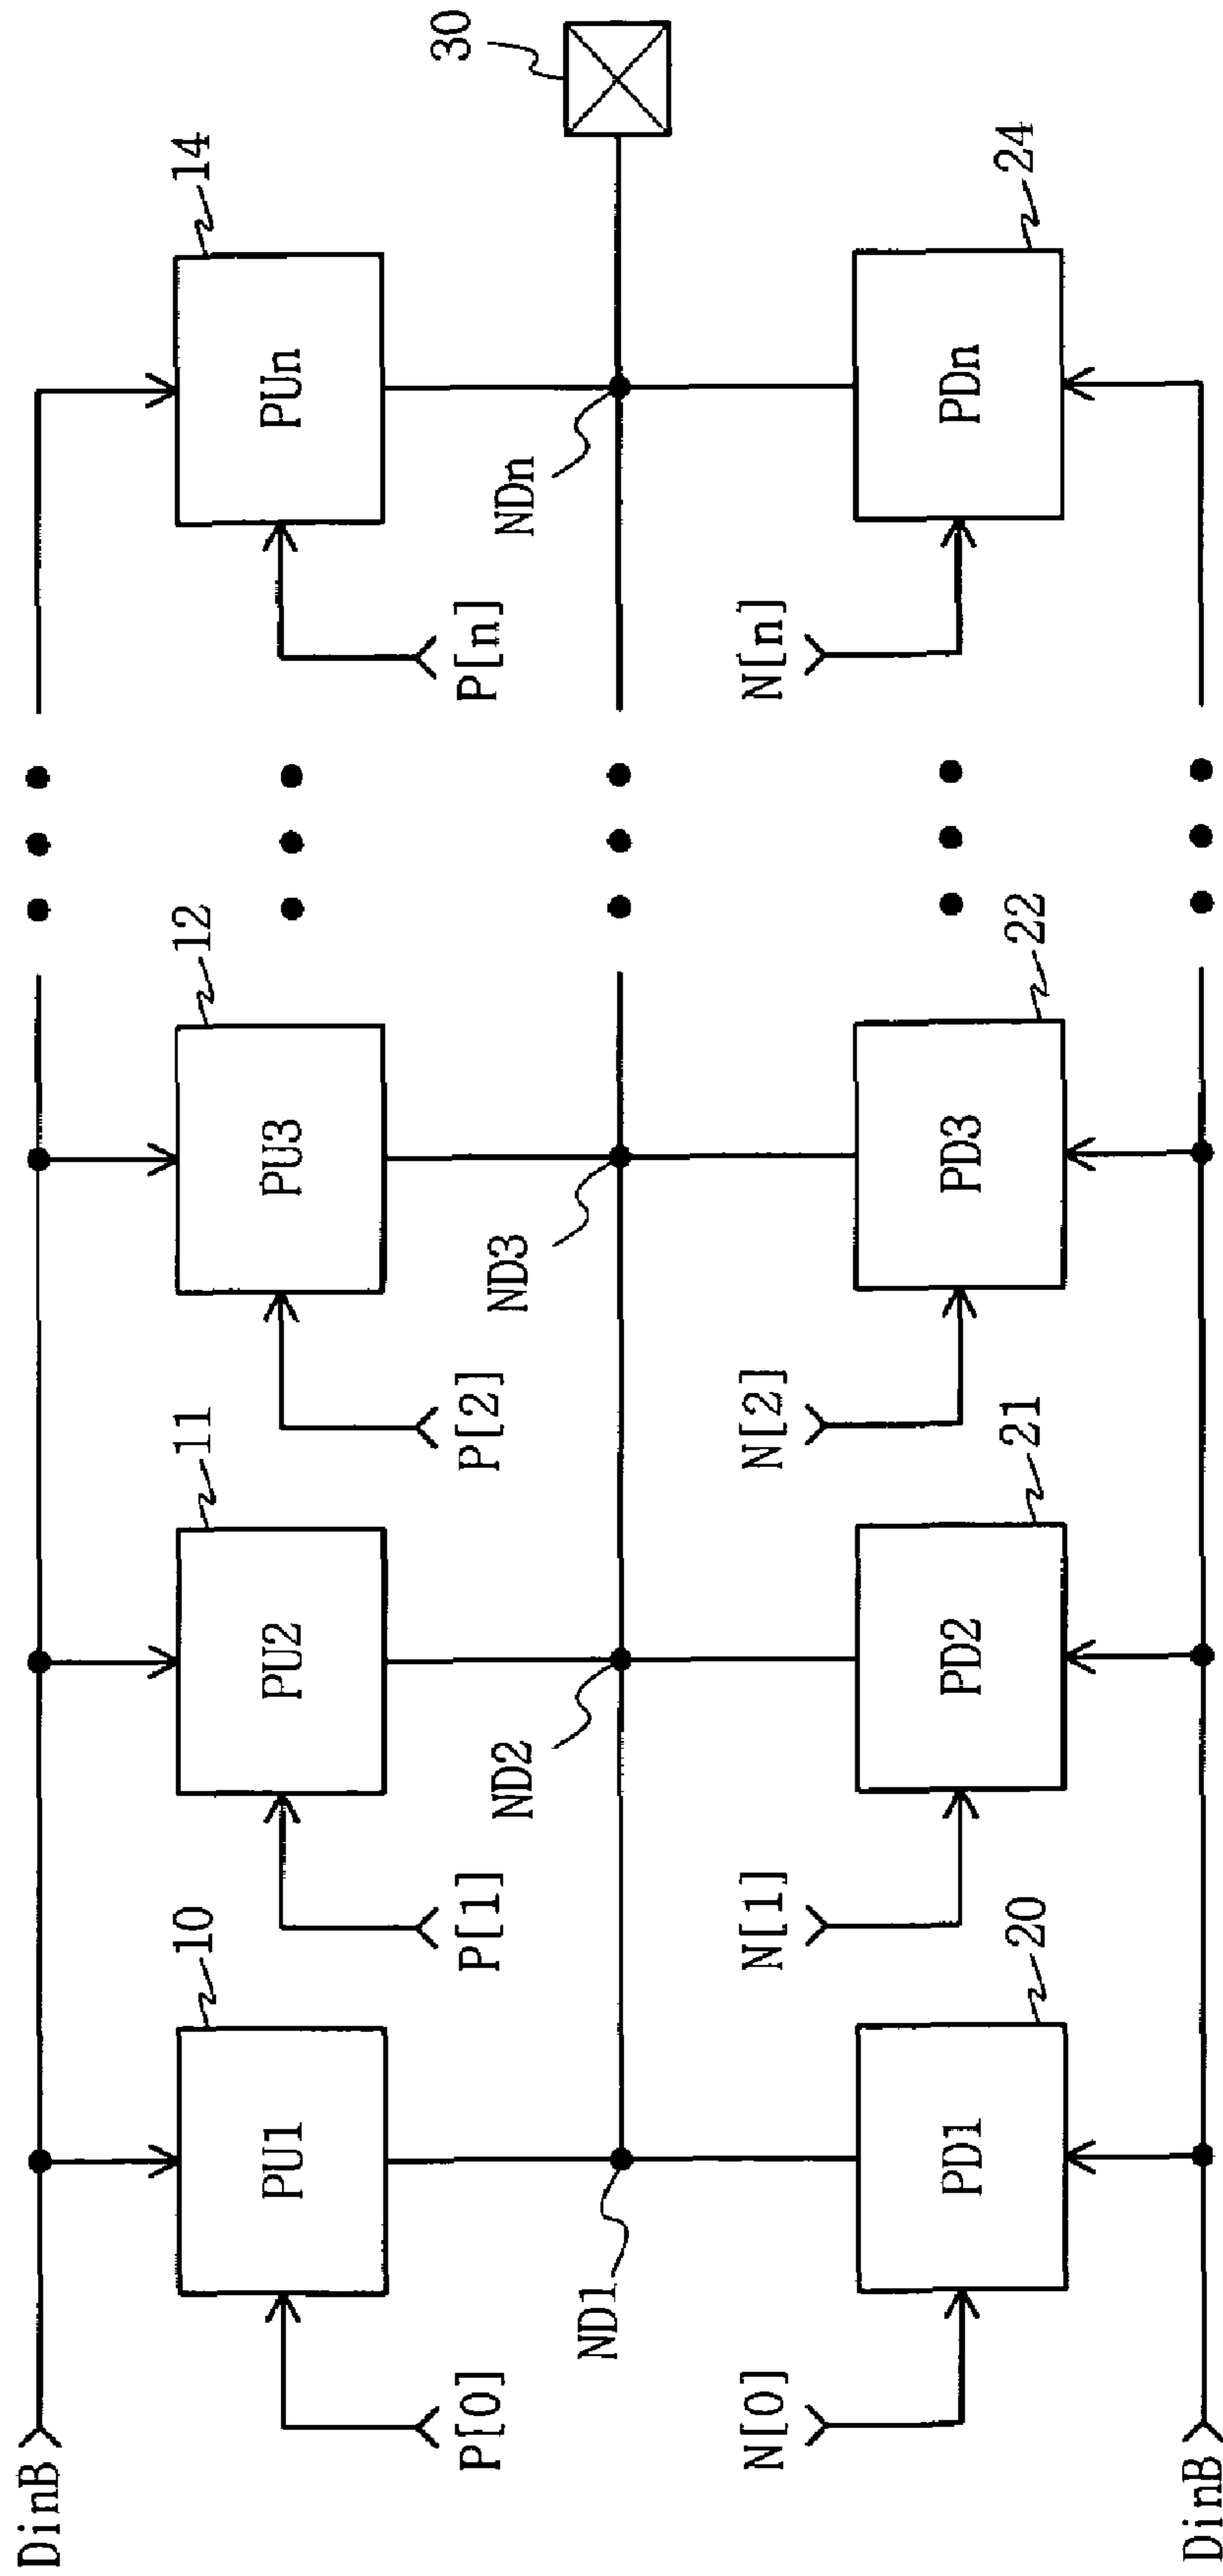 30
10
11
12
14
DinB
PU1
PU2
PU3
PUn
P[0]
P[1]
P[2]
P[n]
ND1
ND2
ND3
NDn
N[0]
N[1]
N[2]
N[n]
20
21
22
24
PD1
PD2
PD3
PDn
DinB